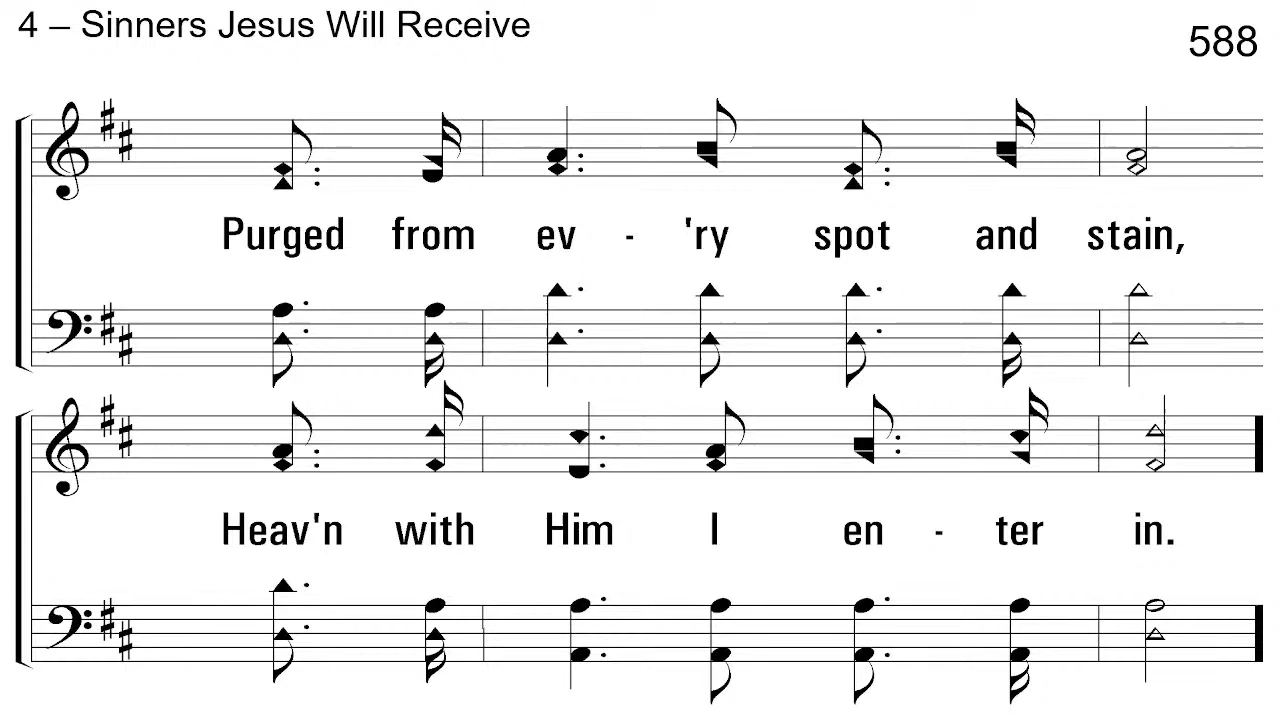 4 – Sinners Jesus Will Receive
588
Purged from ev - 'ry spot and stain,
Heav'n with Him I en - ter in.